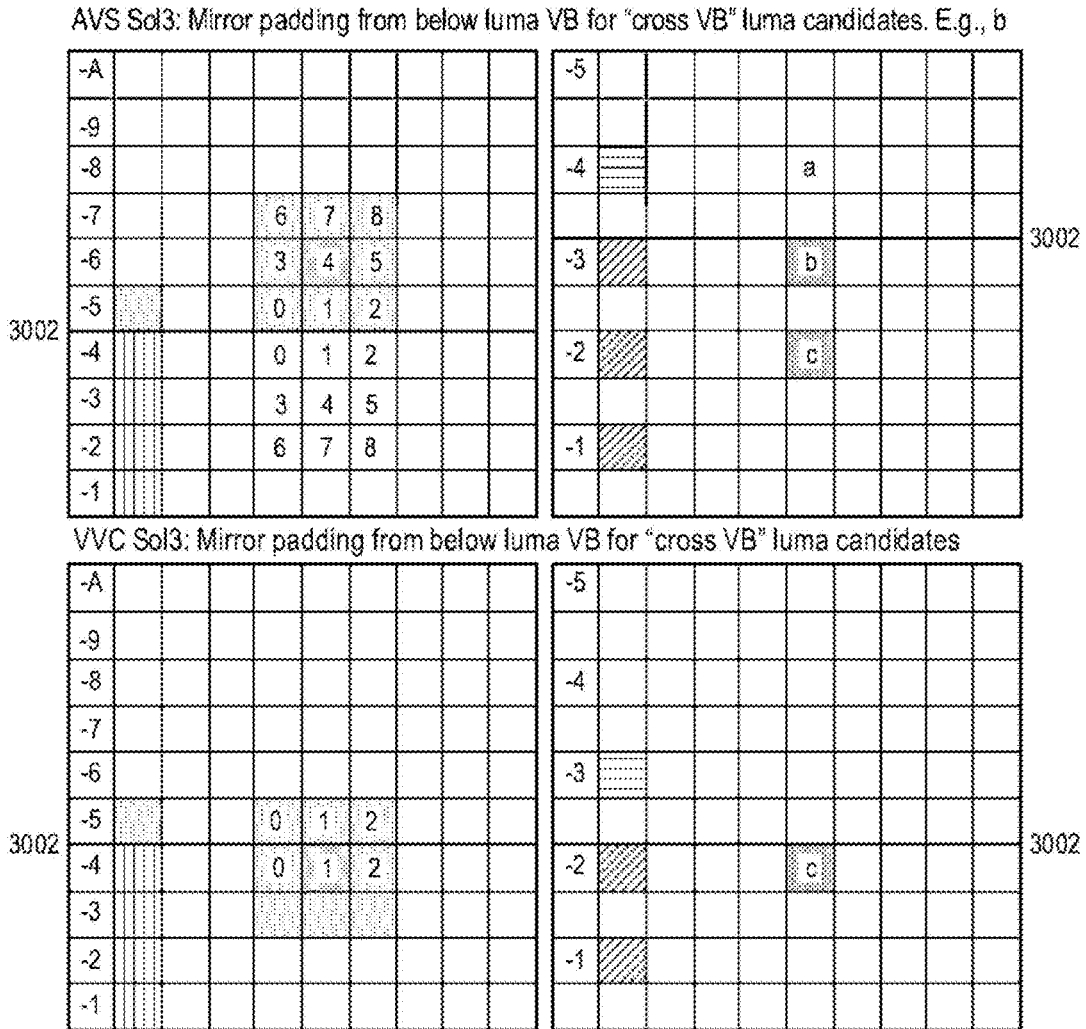 AVS Sol3: Mirror padding from below luma VB for "cross VB" luma candidates. E.g., b
-A -5
-9
-8 -4 a
-7 6 7 8
3002
-6 3 4 5 -3 b
-5 0 1 2
3002
-4 0 1 2 -2 c
-3 3 4 5
-2 6 7 8 -1
-1
VVC Sol3: Mirror padding from below luma VB for "cross VB" luma candidates
-A -5
-9
-8 -4
-7
-6 -3
-5 0 1 2
3002 3002
-4 0 1 2 -2 c
-3
-2 -1
-1